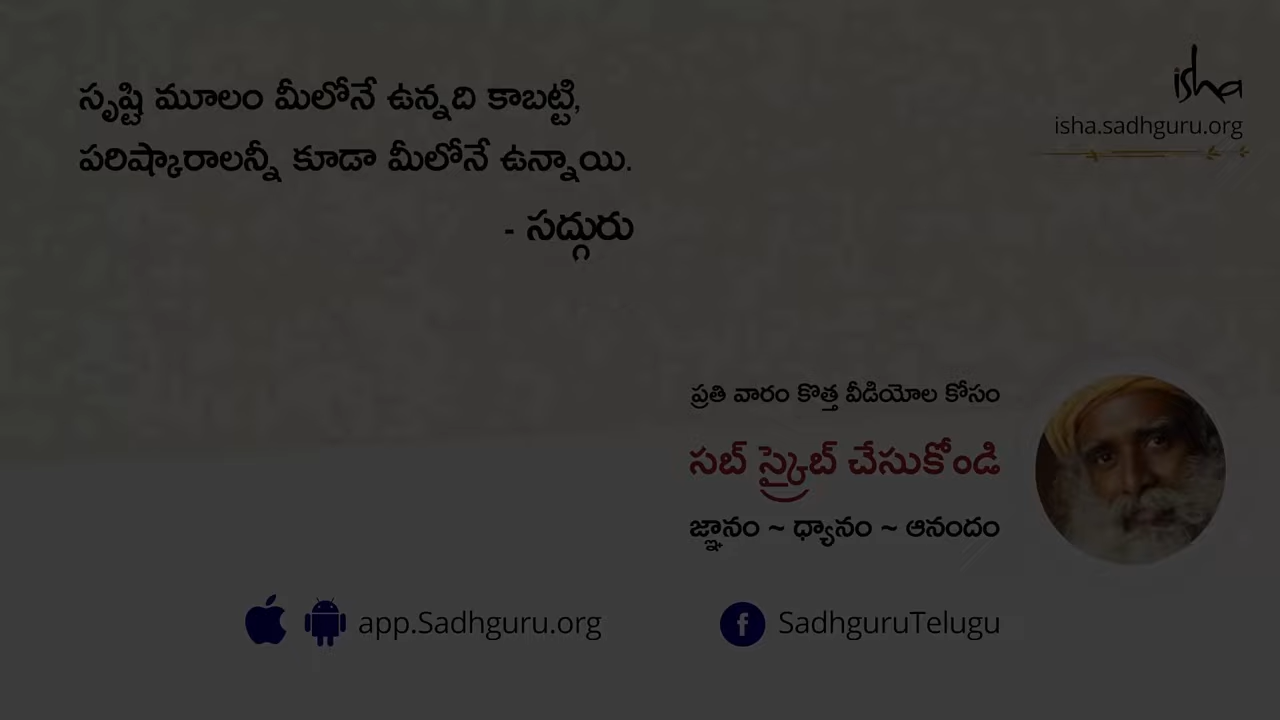 సృష్టి మూలం మీలోనే ఉన్నది కాబట్టి,
పరిష్కారాలన్నీ కూడా మీలోనే ఉన్నాయి.
- సద్గురు
isha
isha.sadhguru.org
ప్రతి వారం కొత్త వీడియోల కోసం
సబ్ స్క్రైబ్ చేసుకోండి
జ్ఞానం ~ ధ్యానం ~ ఆనందం
app.Sadhguru.org
SadhguruTelugu